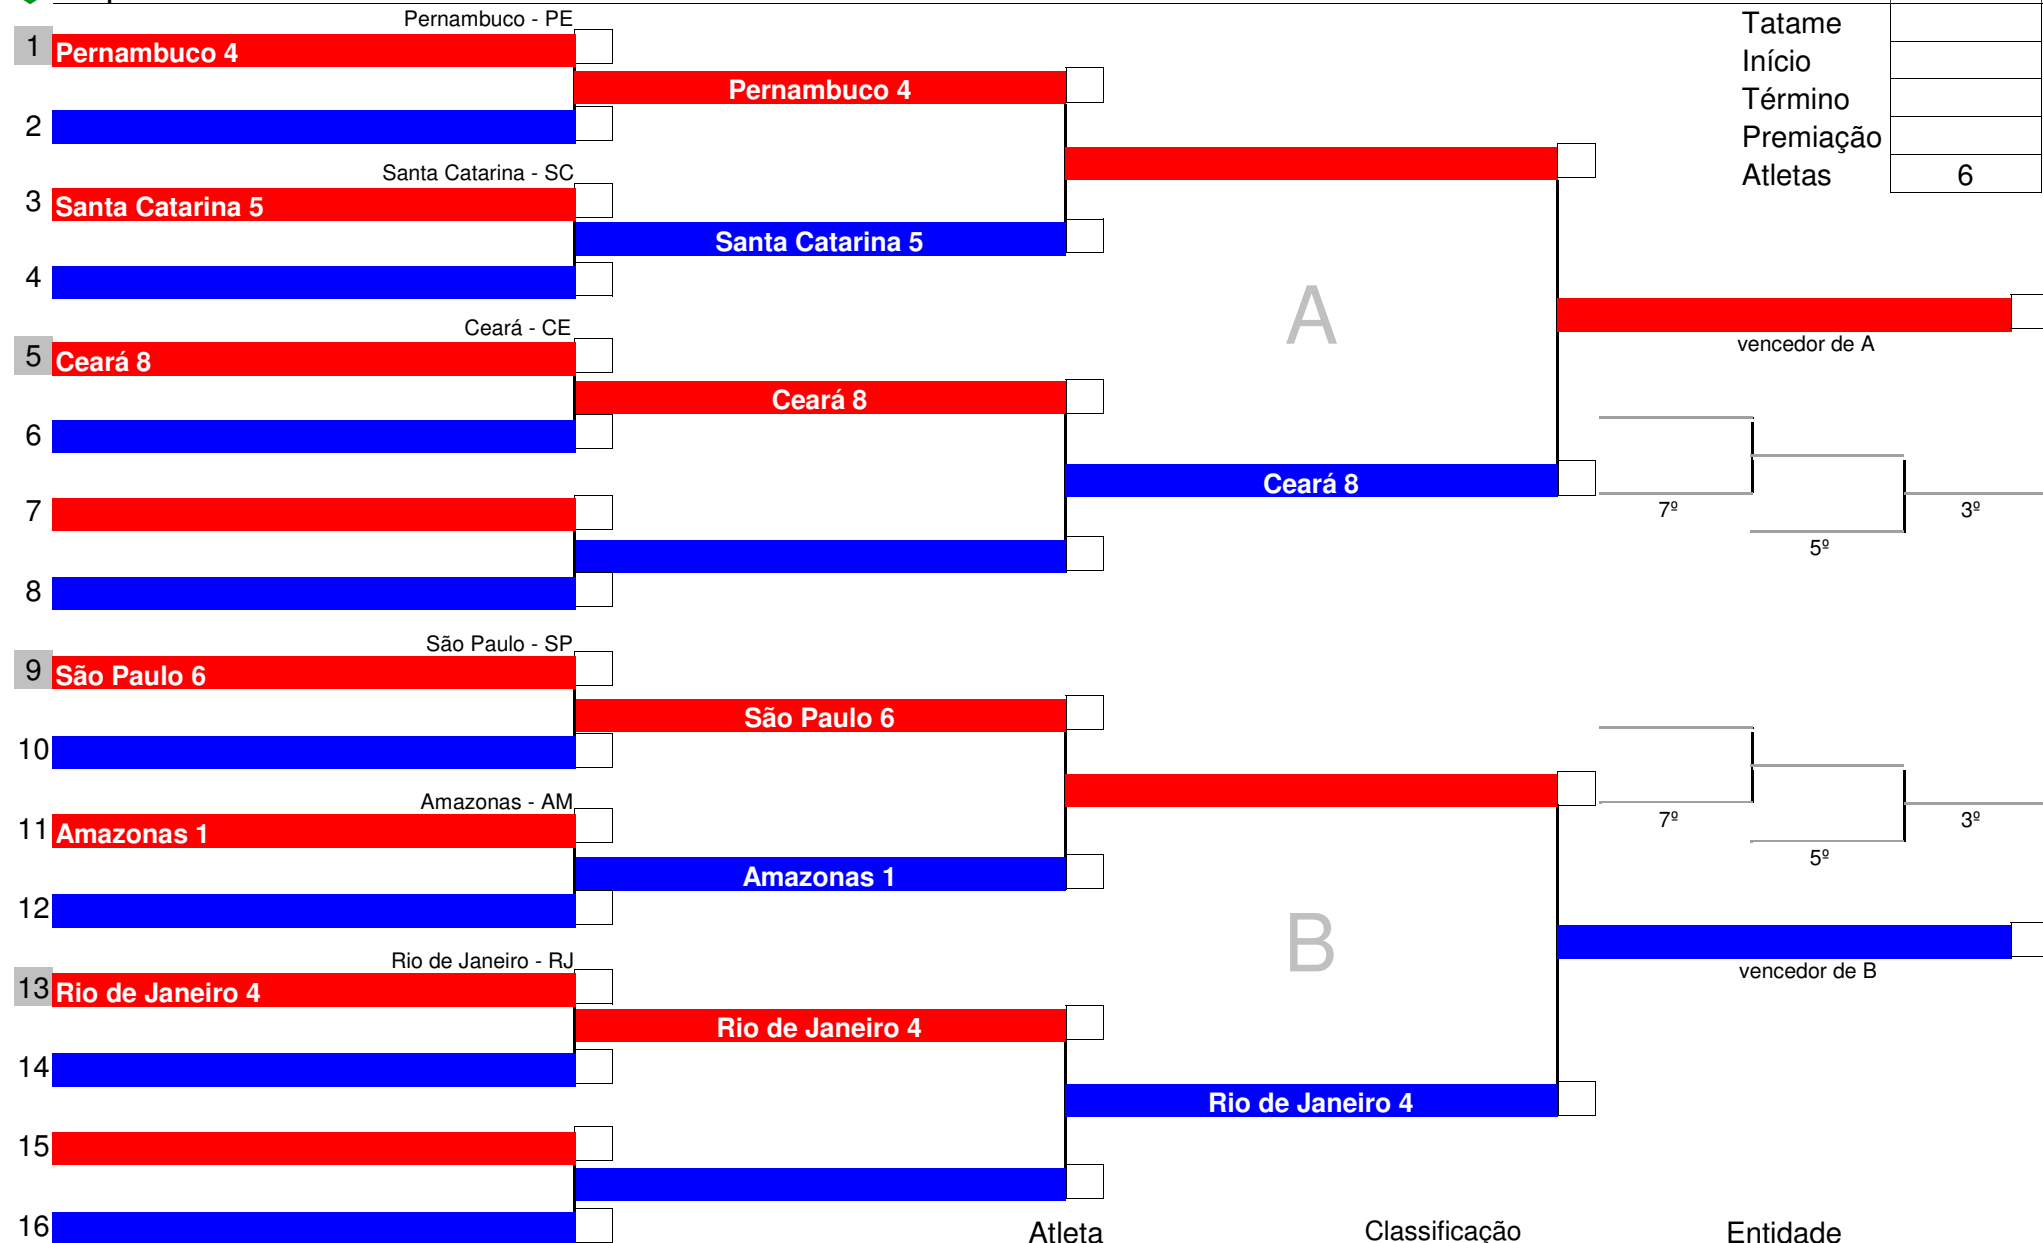 Pernambuco - PE
1 Pernambuco 4
Pernambuco 4
2
Santa Catarina - SC
3 Santa Catarina 5
Santa Catarina 5
4
Ceará - CE
5 Ceará 8
Ceará 8
6
7
8
São Paulo - SP
9 São Paulo 6
São Paulo 6
10
Amazonas - AM
11 Amazonas 1
Amazonas 1
12
Rio de Janeiro - RJ
13 Rio de Janeiro 4
Rio de Janeiro 4
14
15
16
A
Ceará 8
B
Rio de Janeiro 4
Tatame
Início
Término
Premiação
Atletas 6
vencedor de A
7º
3º
5º
7º
3º
5º
vencedor de B
Atleta Classificação Entidade